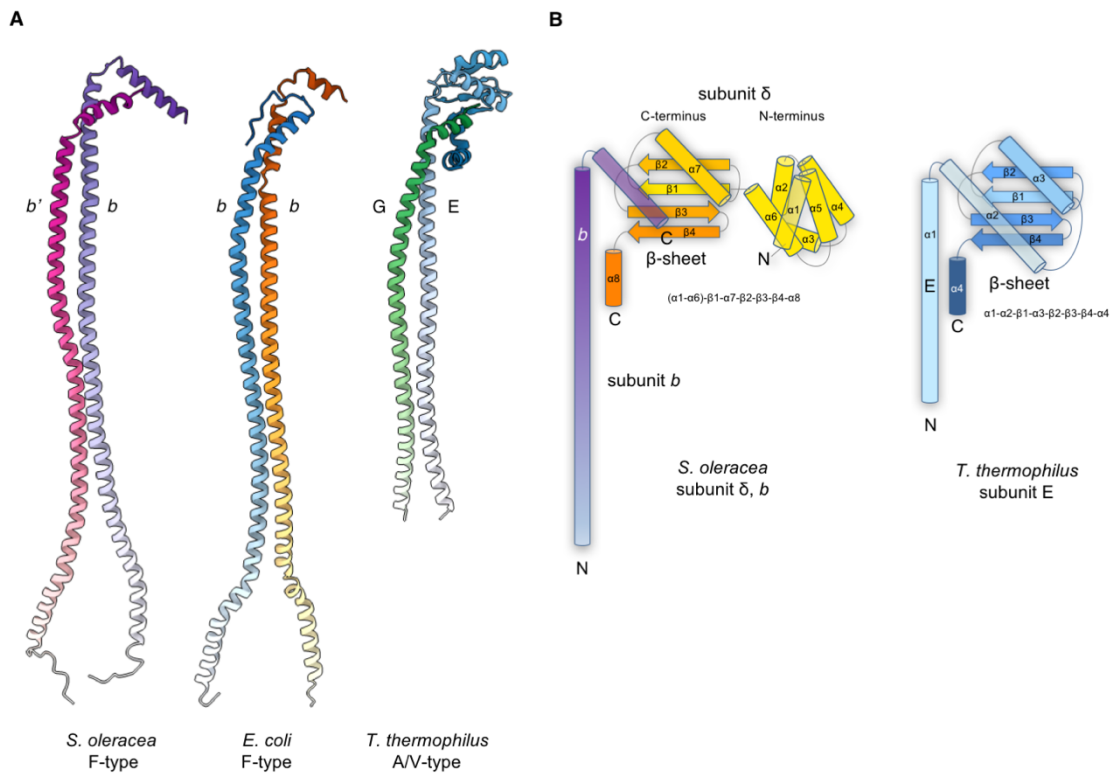 A
b'
b
b
b
G
E
S. oleracea
F-type
E. coli
F-type
T. thermophilus
A/V-type
B
subunit δ
C-terminus
N-terminus
b
β2
α7
β1
β3
β4
C
β-sheet
α8
C
α2
α6
α1
α5
α4
α3
N
(α1-α6)-β1-α7-β2-β3-β4-α8
subunit b
N
S. oleracea
subunit δ, b
α1
E
N
β2
α3
β1
α2
β3
β4
α4
C
β-sheet
α1-α2-β1-α3-β2-β3-β4-α4
T. thermophilus
subunit E